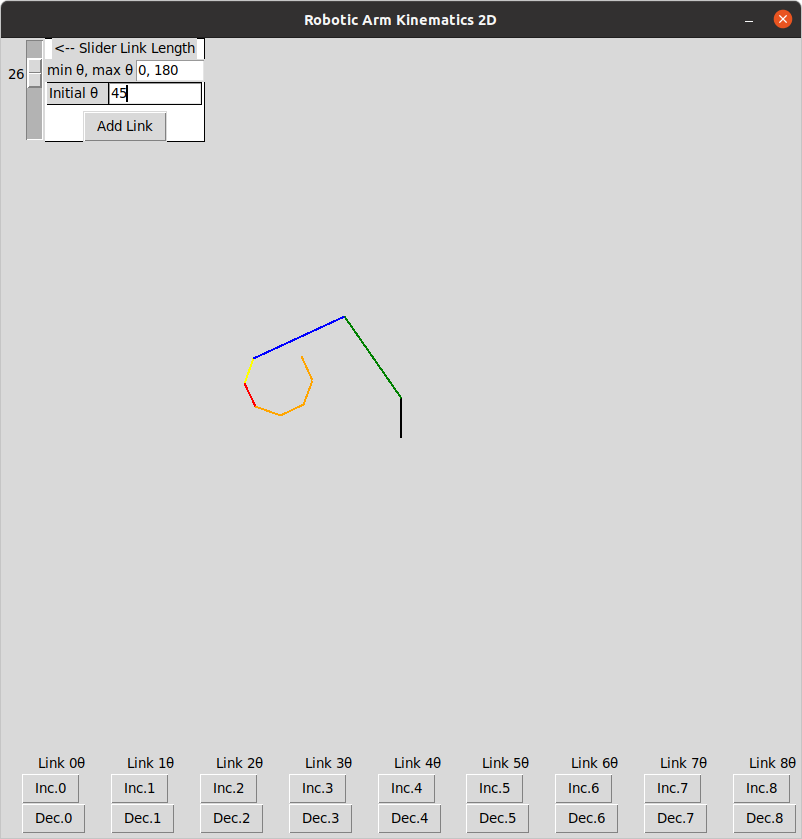 Robotic Arm Kinematics 2D
<-- Slider Link Length
26
min θ, max θ 0, 180
Initial θ 45
Add Link
Link 0θ Link 1θ Link 2θ Link 3θ Link 4θ Link 5θ Link 6θ Link 7θ Link 8θ
Inc.0 Inc.1 Inc.2 Inc.3 Inc.4 Inc.5 Inc.6 Inc.7 Inc.8
Dec.0 Dec.1 Dec.2 Dec.3 Dec.4 Dec.5 Dec.6 Dec.7 Dec.8